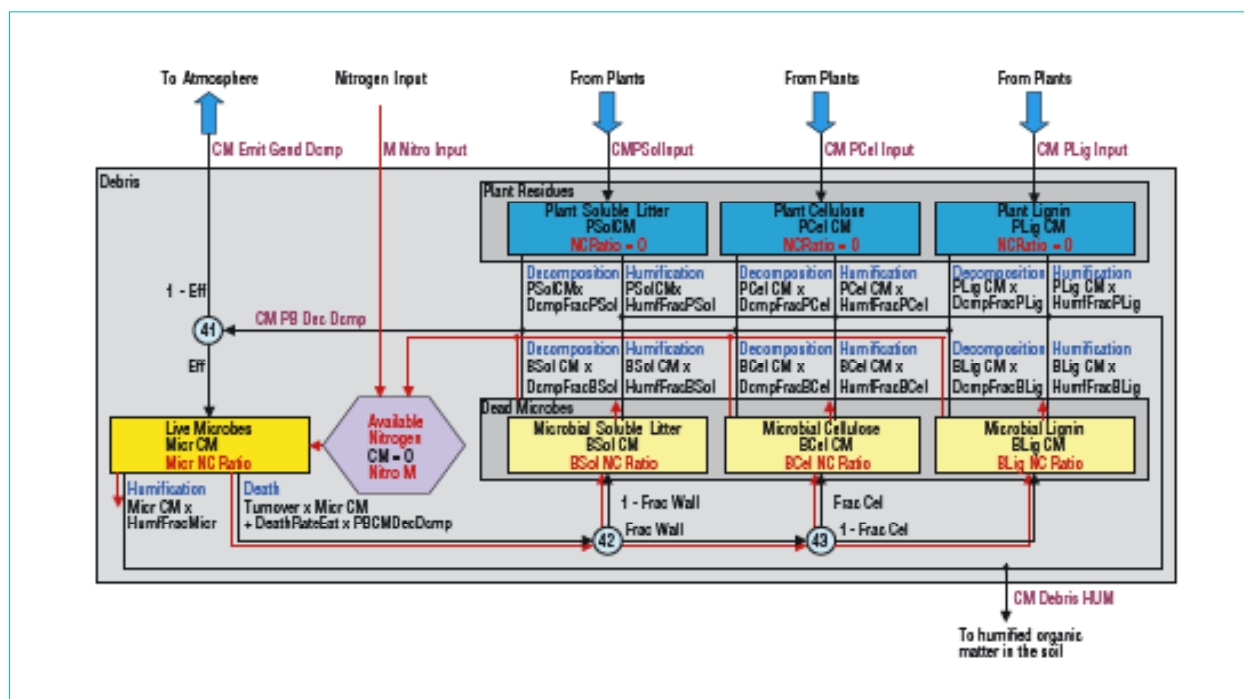 To Atmosphere
Nitrogen Input
From Plants
From Plants
From Plants
CM Emit Gend Dcmp
M Nitro Input
CMPSolInput
CM PCel Input
CM PLig Input
Debris
Plant Residues
Plant Soluble Litter
PSolCM
NCRatio = 0
Plant Cellulose
PCel CM
NCRatio = 0
Plant Lignin
PLig CM
NCRatio = 0
Decomposition
PSolCMx
DcmpFracPSol
Humification
PSolCMx
HumfFracPSol
Decomposition
PCel CM x
DcmpFracPCel
Humification
PCel CM x
HumfFracPCel
Decomposition
PLig CM x
DcmpFracPLig
Humification
PLig CM x
HumfFracPLig
1 - Eff
41
CM PB Dec Dcmp
Eff
Decomposition
BSol CM x
DcmpFracBSol
Humification
BSol CM x
HumfFracBSol
Decomposition
BCel CM x
DcmpFracBCel
Humification
BCel CM x
HumfFracBCel
Decomposition
BLig CM x
DcmpFracBLig
Humification
BLig CM x
HumfFracBLig
Dead Microbes
Live Microbes
Micr CM
Micr NC Ratio
Available
Nitrogen
CM = 0
Nitro M
Microbial Soluble Litter
BSol CM
BSol NC Ratio
Microbial Cellulose
BCel CM
BCel NC Ratio
Microbial Lignin
BLig CM
BLig NC Ratio
Humification
Micr CM x
HumfFracMicr
Death
Turnover x Micr CM
+ DeathRateEat x PBCMDecDcmp
1 - Frac Wall
Frac Wall
42
Frac Cel
1 - Frac Cel
43
CM Debris HUM
To humified organic
matter in the soil